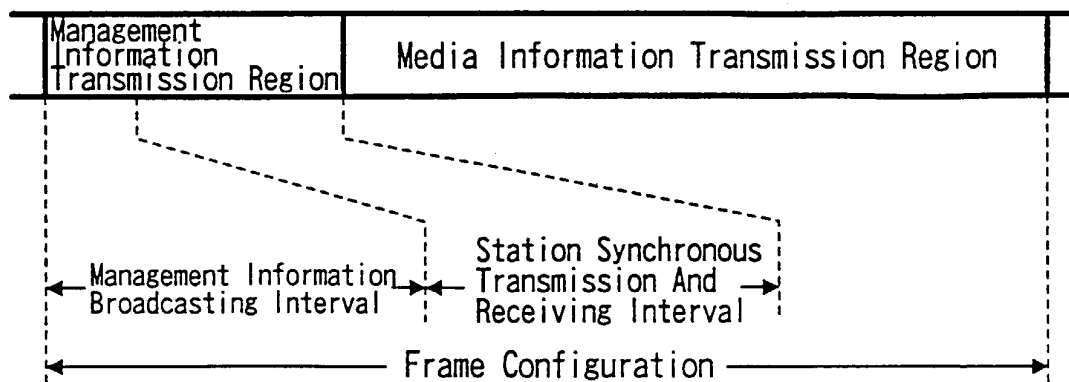 Management
Information
Transmission Region
Media Information Transmission Region
Management Information
Broadcasting Interval
Station Synchronous
Transmission And
Receiving Interval
Frame Configuration